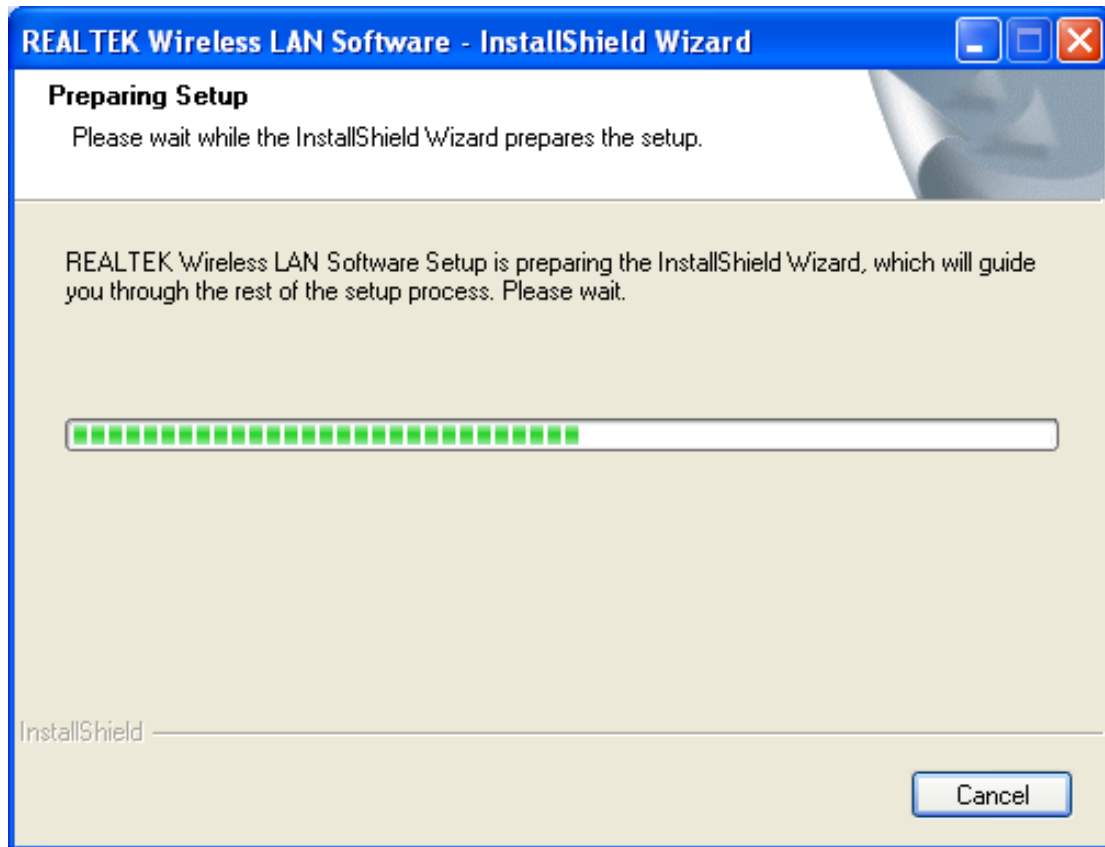 REALTEK Wireless LAN Software - InstallShield Wizard
Preparing Setup
Please wait while the InstallShield Wizard prepares the setup.
REALTEK Wireless LAN Software Setup is preparing the InstallShield Wizard, which will guide
you through the rest of the setup process. Please wait.
InstallShield
Cancel